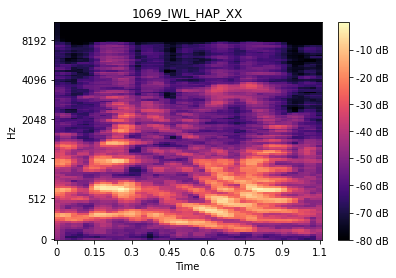 1069_IWL_HAP_XX
8192
4096
2048
1024
512
0
Hz
0 0.15 0.3 0.45 0.6 0.75 0.9 1.1
Time
-10 dB
-20 dB
-30 dB
-40 dB
-50 dB
-60 dB
-70 dB
-80 dB